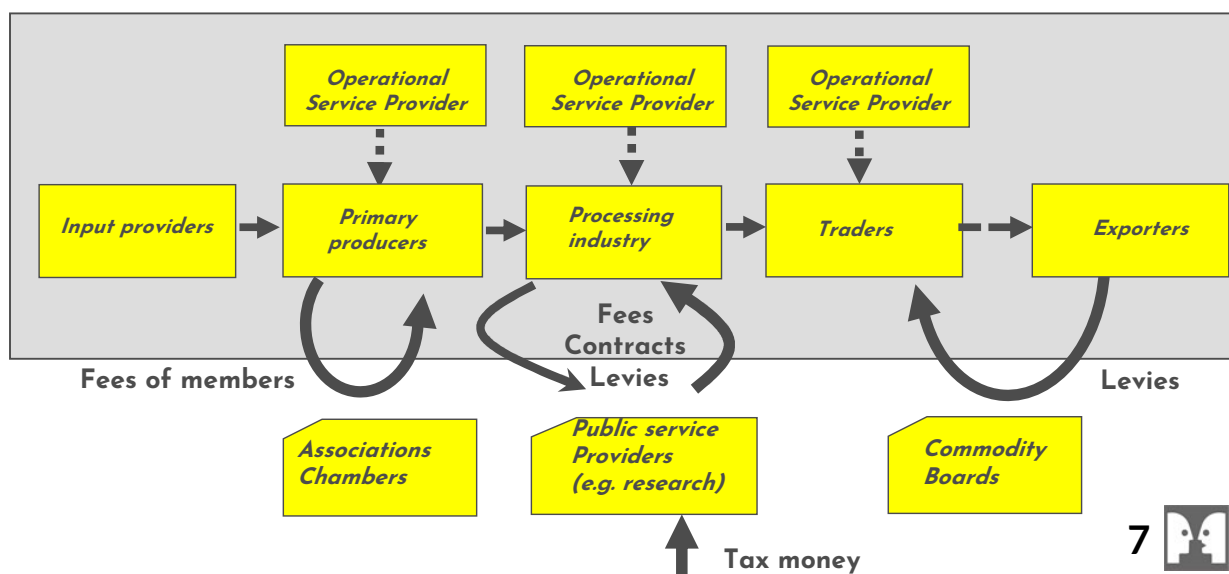 Operational
Service Provider
Operational
Service Provider
Operational
Service Provider
Input providers
Primary
producers
Processing
industry
Traders
Exporters
Fees
Contracts
Levies
Fees of members
Levies
Associations
Chambers
Public service
Providers
(e.g. research)
Commodity
Boards
Tax money
7